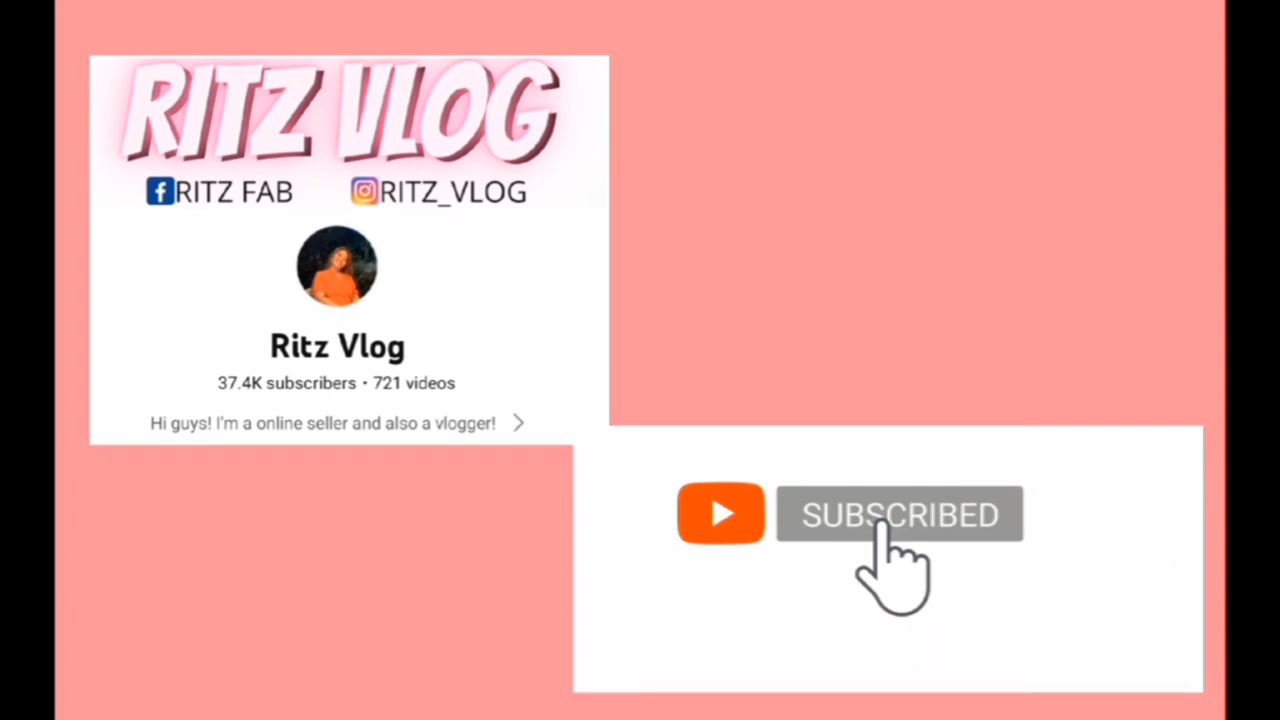 RITZ VLOG
RITZ FAB RITZ_VLOG
Ritz Vlog
37.4K subscribers • 721 videos
Hi guys! I'm a online seller and also a vlogger!
SUBSCRIBED